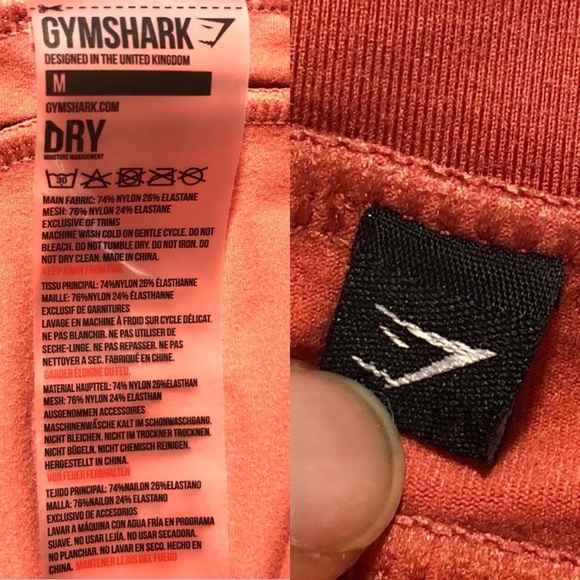 GYMSHARK
DESIGNED IN THE UNITED KINGDOM
M
GYMSHARK.COM
DRY
MOISTURE MANAGEMENT
30
MAIN FABRIC: 74% NYLON 26% ELASTANE
MESH: 76% NYLON 24% ELASTANE
EXCLUSIVE OF TRIMS
MACHINE WASH COLD ON GENTLE CYCLE. DO NOT
BLEACH. DO NOT TUMBLE DRY. DO NOT IRON. DO
NOT DRY CLEAN. MADE IN CHINA.
KEEP AWAY FROM FIRE
TISSU PRINCIPAL: 74%NYLON 26% ÉLASTHANNE
MAILLE: 76%NYLON 24% ÉLASTHANNE
EXCLUSIF DE GARNITURES
LAVAGE EN MACHINE À FROID SUR CYCLE DÉLICAT.
NE PAS BLANCHIR. NE PAS UTILISER DE
SECHE-LINGE. NE PAS REPASSER. NE PAS
NETTOYER A SEC. FABRIQUÉ EN CHINE.
GARDER ÉLOIGNÉ DU FEU.
MATERIAL HAUPTTEIL: 74% NYLON 26%ELASTHAN
MESH: 76% NYLON 24% ELASTHAN
AUSGENOMMEN ACCESSOIRES
MASCHINENWÄSCHE KALT IM SCHONWASCHGANG.
NICHT BLEICHEN. NICHT IM TROCKNER TROCKNEN.
NICHT BÜGELN. NICHT CHEMISCH REINIGEN.
HERGESTELLT IN CHINA.
VON FEUER FERNHALTEN
TEJIDO PRINCIPAL: 74%NAILON 26%ELASTANO
MALLA: 76%NAILON 24% ELASTANO
EXCLUSIVO DE ACCESORIOS
LAVAR A MÁQUINA CON AGUA FRÍA EN PROGRAMA
SUAVE. NO USAR LEJÍA. NO USAR SECADORA.
NO PLANCHAR. NO LAVAR EN SECO. HECHO EN
CHINA. MANTENER LEJOS DEL FUEGO